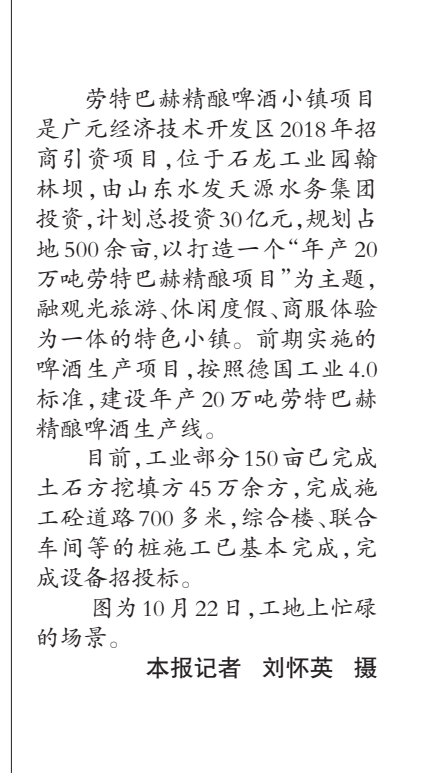 劳特巴赫精酿啤酒小镇项目
是广元经济技术开发区2018年招
商引资项目,位于石龙工业园翰
林坝,由山东水发天源水务集团
投资,计划总投资30亿元,规划占
地500余亩,以打造一个“年产20
万吨劳特巴赫精酿项目”为主题,
融观光旅游、休闲度假、商服体验
为一体的特色小镇。前期实施的
啤酒生产项目,按照德国工业4.0
标准,建设年产20万吨劳特巴赫
精酿啤酒生产线。
目前,工业部分150亩已完成
土石方挖填方45万余方,完成施
工砼道路700多米,综合楼、联合
车间等的桩施工已基本完成,完
成设备招投标。
图为10月22日,工地上忙碌
的场景。
本报记者 刘怀英 摄